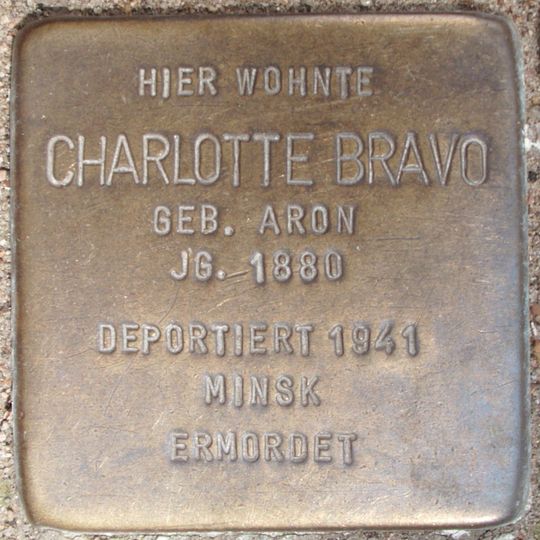 HIER WOHNTE
CHARLOTTE BRAVO
GEB. ARON
JG. 1880
DEPORTIERT 1941
MINSK
ERMORDET